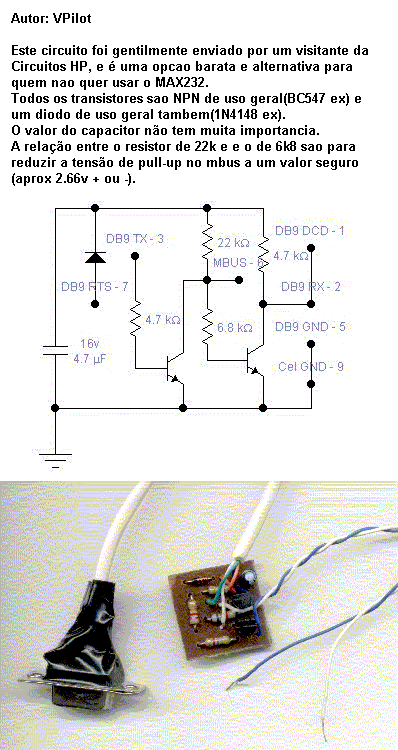 Autor: VPilot
Este circuito foi gentilmente enviado por um visitante da
Circuitos HP, e é uma opcao barata e alternativa para
quem nao quer usar o MAX232.
Todos os transistores sao NPN de uso geral(BC547 ex) e
um diodo de uso geral tambem(1N4148 ex).
O valor do capacitor não tem muita importancia.
A relação entre o resistor de 22k e e o de 6k8 sao para
reduzir a tensão de pull-up no mbus a um valor seguro
(aprox 2.66v + ou -).
DB9 DCD - 1
DB9 TX - 3
22 kΩ
4.7 kΩ
MBUS - 6
DB9 RTS - 7
DB9 RX - 2
4.7 kΩ
6.8 kΩ
DB9 GND - 5
16v
4.7 µF
Cel GND - 9